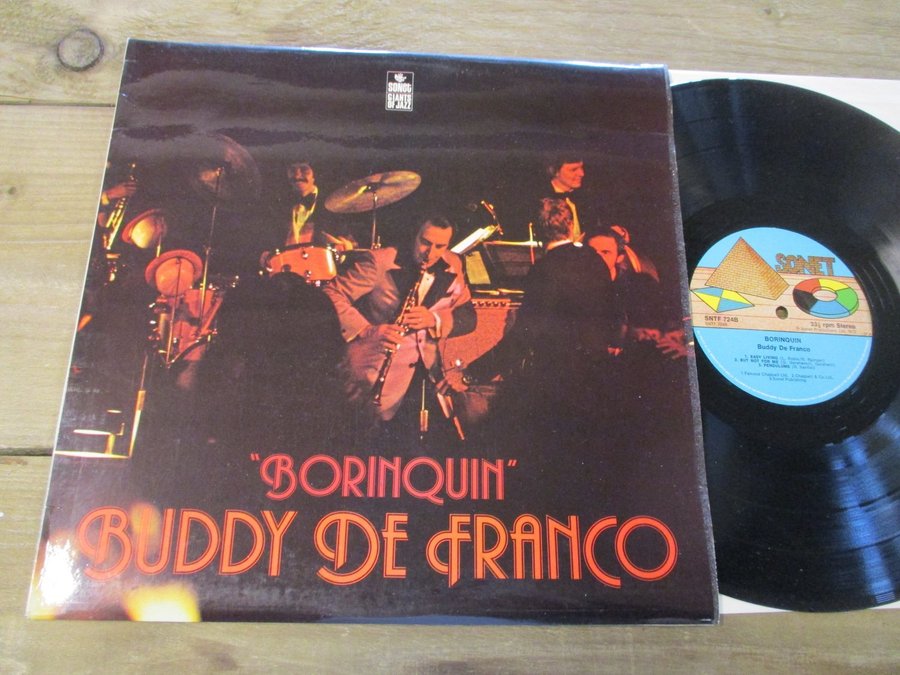 SONET
GIANTS
OF JAZZ
"BORINQUIN"
BUDDY DE FRANCO
SONET
SNTF 724B
33⅓ rpm Stereo
BORINQUIN
Buddy De Franco
1. EASY LIVING
2. BUT NOT FOR ME
3. PENDULUMS